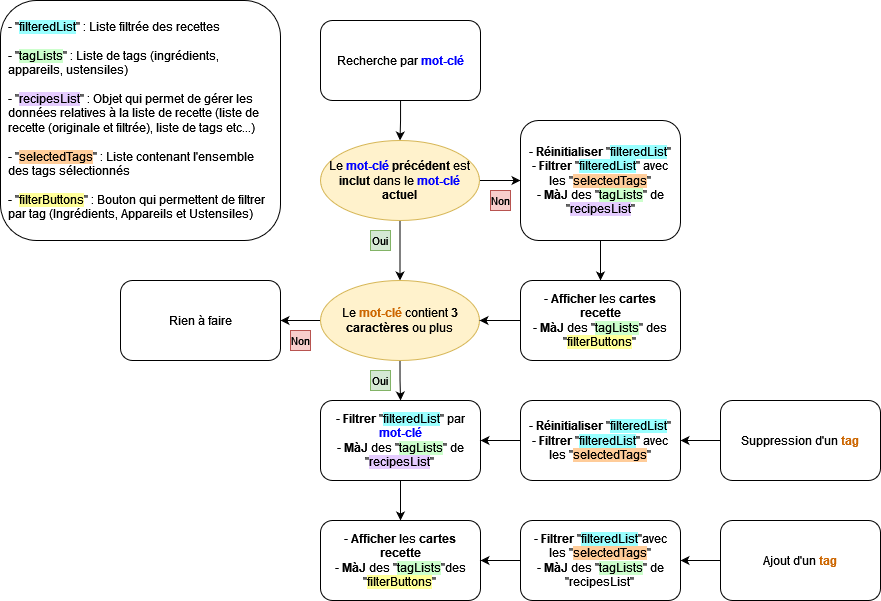 - "filteredList" : Liste filtrée des recettes
- "tagLists" : Liste de tags (ingrédients,
appareils, ustensiles)
- "recipesList" : Objet qui permet de gérer les
données relatives à la liste de recette (liste de
recette (originale et filtrée), liste de tags etc...)
- "selectedTags" : Liste contenant l'ensemble
des tags sélectionnés
- "filterButtons" : Bouton qui permettent de filtrer
par tag (Ingrédients, Appareils et Ustensiles)
Recherche par mot-clé
Le mot-clé précédent est
inclut dans le mot-clé
actuel
Non
Oui
- Réinitialiser "filteredList"
- Filtrer "filteredList" avec
les "selectedTags"
- MàJ des "tagLists" de
"recipesList"
- Afficher les cartes
recette
- MàJ des "tagLists" des
"filterButtons"
Le mot-clé contient 3
caractères ou plus
Non
Rien à faire
Oui
- Filtrer "filteredList" par
mot-clé
- MàJ des "tagLists" de
"recipesList"
- Réinitialiser "filteredList"
- Filtrer "filteredList" avec
les "selectedTags"
Suppression d'un tag
- Afficher les cartes
recette
- MàJ des "tagLists"des
"filterButtons"
- Filtrer "filteredList"avec
les "selectedTags"
- MàJ des "tagLists" de
"recipesList"
Ajout d'un tag